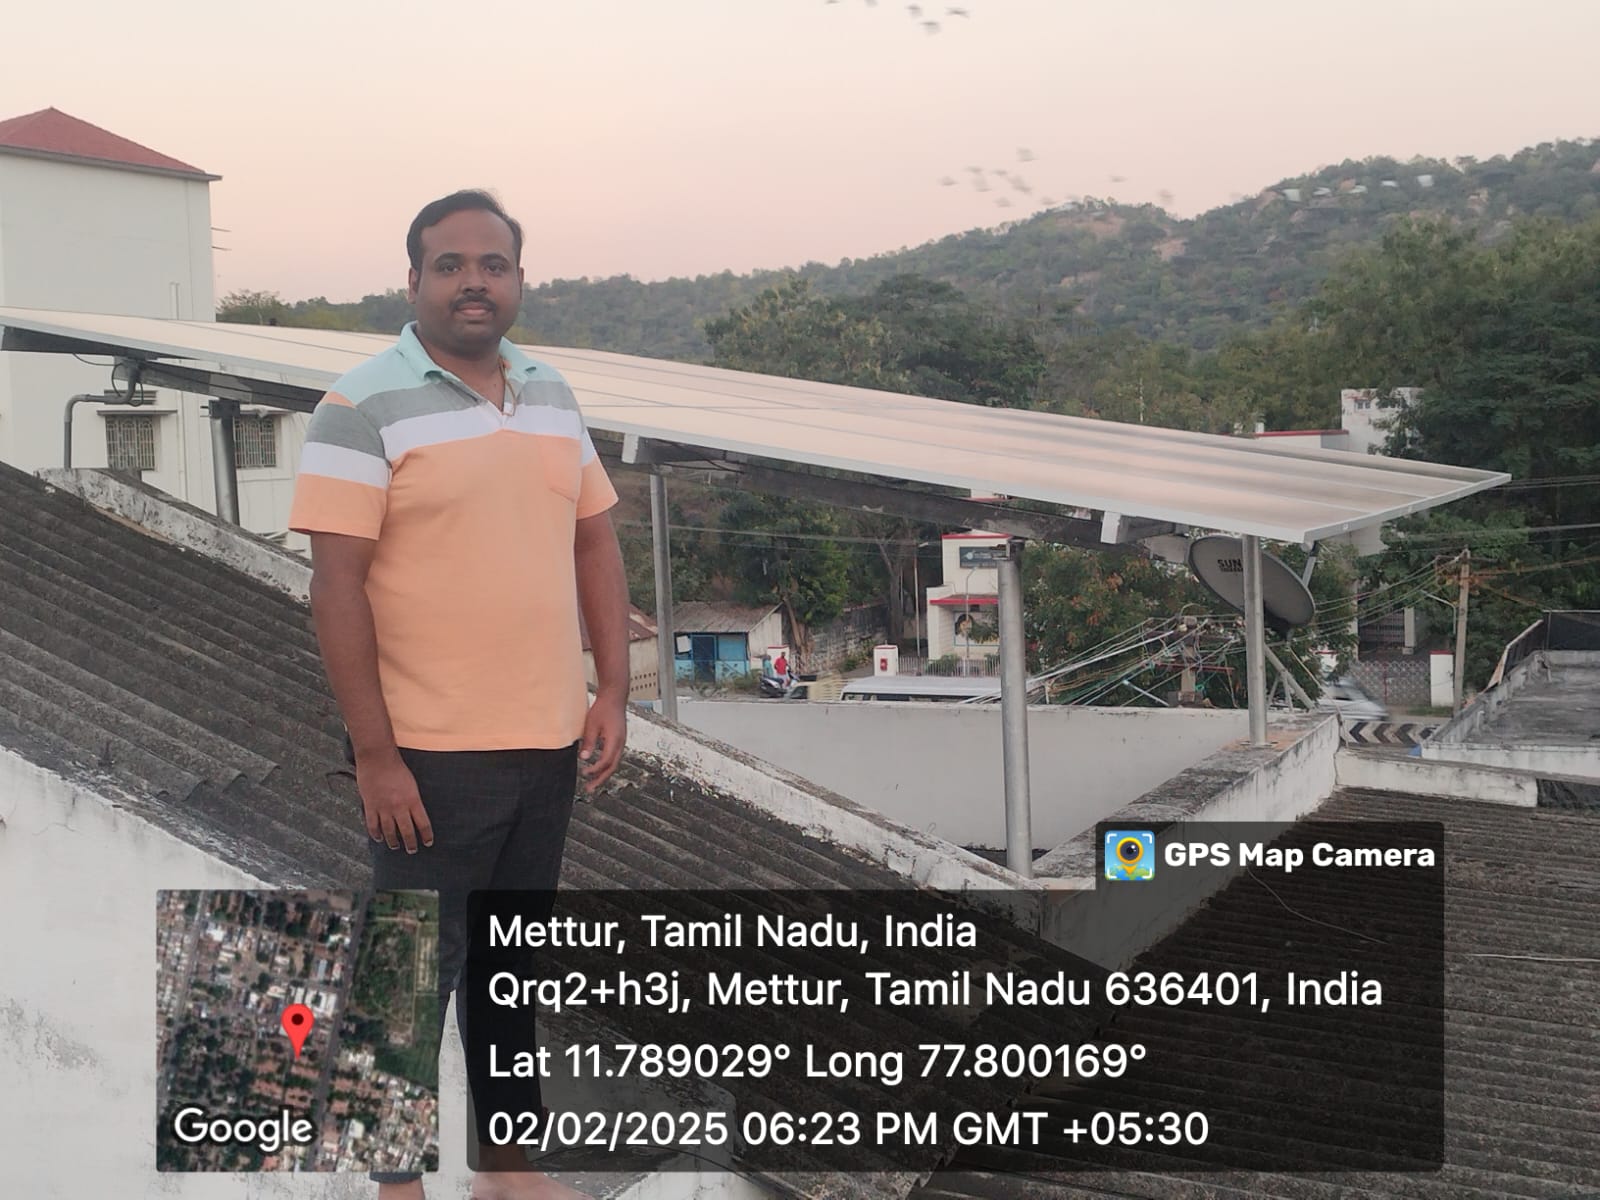 SUN
GPS Map Camera
Mettur, Tamil Nadu, India
Qrq2+h3j, Mettur, Tamil Nadu 636401, India
Lat 11.789029° Long 77.800169°
02/02/2025 06:23 PM GMT +05:30
Google